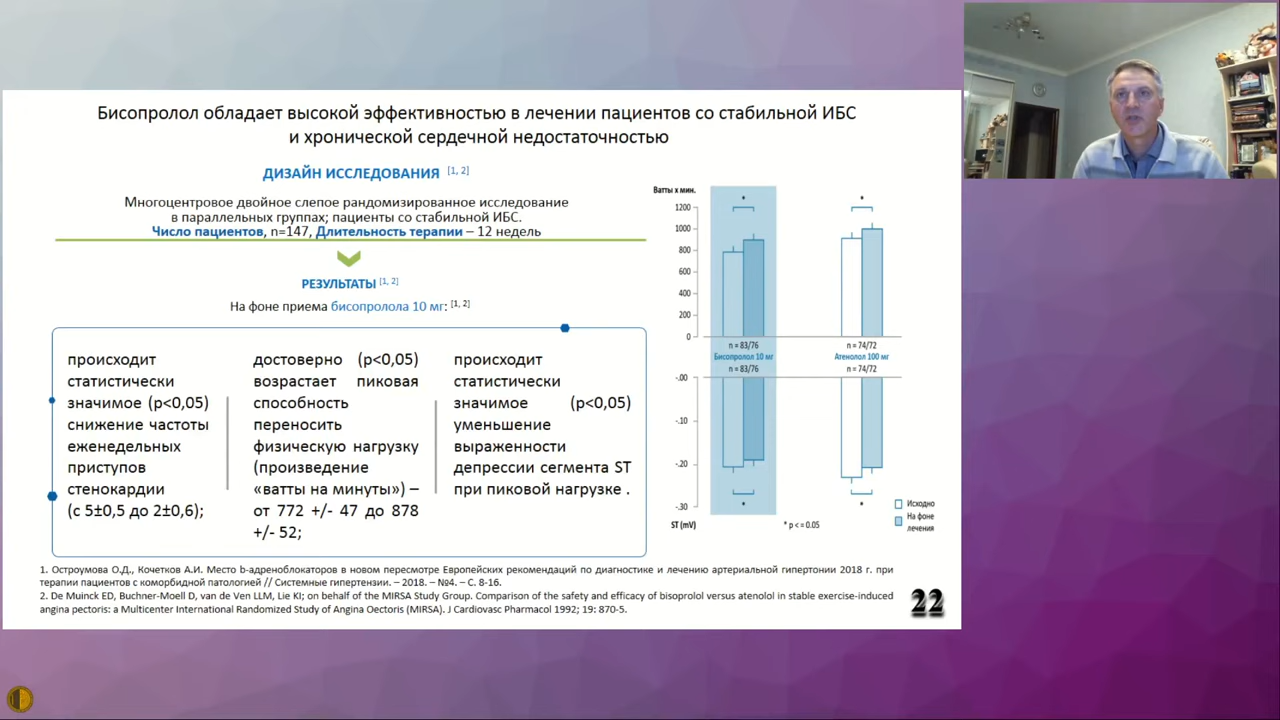 Бисопролол обладает высокой эффективностью в лечении пациентов со стабильной ИБС
и хронической сердечной недостаточностью
ДИЗАЙН ИССЛЕДОВАНИЯ [1, 2]
Многоцентровое двойное слепое рандомизированное исследование
в параллельных группах; пациенты со стабильной ИБС.
Число пациентов, n=147, Длительность терапии – 12 недель
РЕЗУЛЬТАТЫ [1, 2]
На фоне приема бисопролола 10 мг: [1, 2]
происходит
статистически
значимое (p<0,05)
снижение частоты
еженедельных
приступов
стенокардии
(с 5±0,5 до 2±0,6);
достоверно (p<0,05)
возрастает пиковая
способность
переносить
физическую нагрузку
(произведение
«ватты на минуты») –
от 772 +/- 47 до 878
+/- 52;
происходит
статистически
значимое (p<0,05)
уменьшение
выраженности
депрессии сегмента ST
при пиковой нагрузке .
Ватты х мин.
1200
1000
800
600
400
200
0
* *
n = 83/76 n = 74/72
Бисопролол 10 мг Атенолол 100 мг
n = 83/76 n = 74/72
-.00
-.10
-.20
-.30
* *
ST (mV)
* p < = 0.05
Исходно
На фоне
лечения
1. Остроумова О.Д., Кочетков А.И. Место b-адреноблокаторов в новом пересмотре Европейских рекомендаций по диагностике и лечению артериальной гипертонии 2018 г. при
терапии пациентов с коморбидной патологией // Системные гипертензии. – 2018. – №4. – С. 8-16.
2. De Muinck ED, Buchner-Moell D, van de Ven LLM, Lie KI; on behalf of the MIRSA Study Group. Comparison of the safety and efficacy of bisoprolol versus atenolol in stable exercise-induced
angina pectoris: a Multicenter International Randomized Study of Angina Oectoris (MIRSA). J Cardiovasc Pharmacol 1992; 19: 870-5.
22